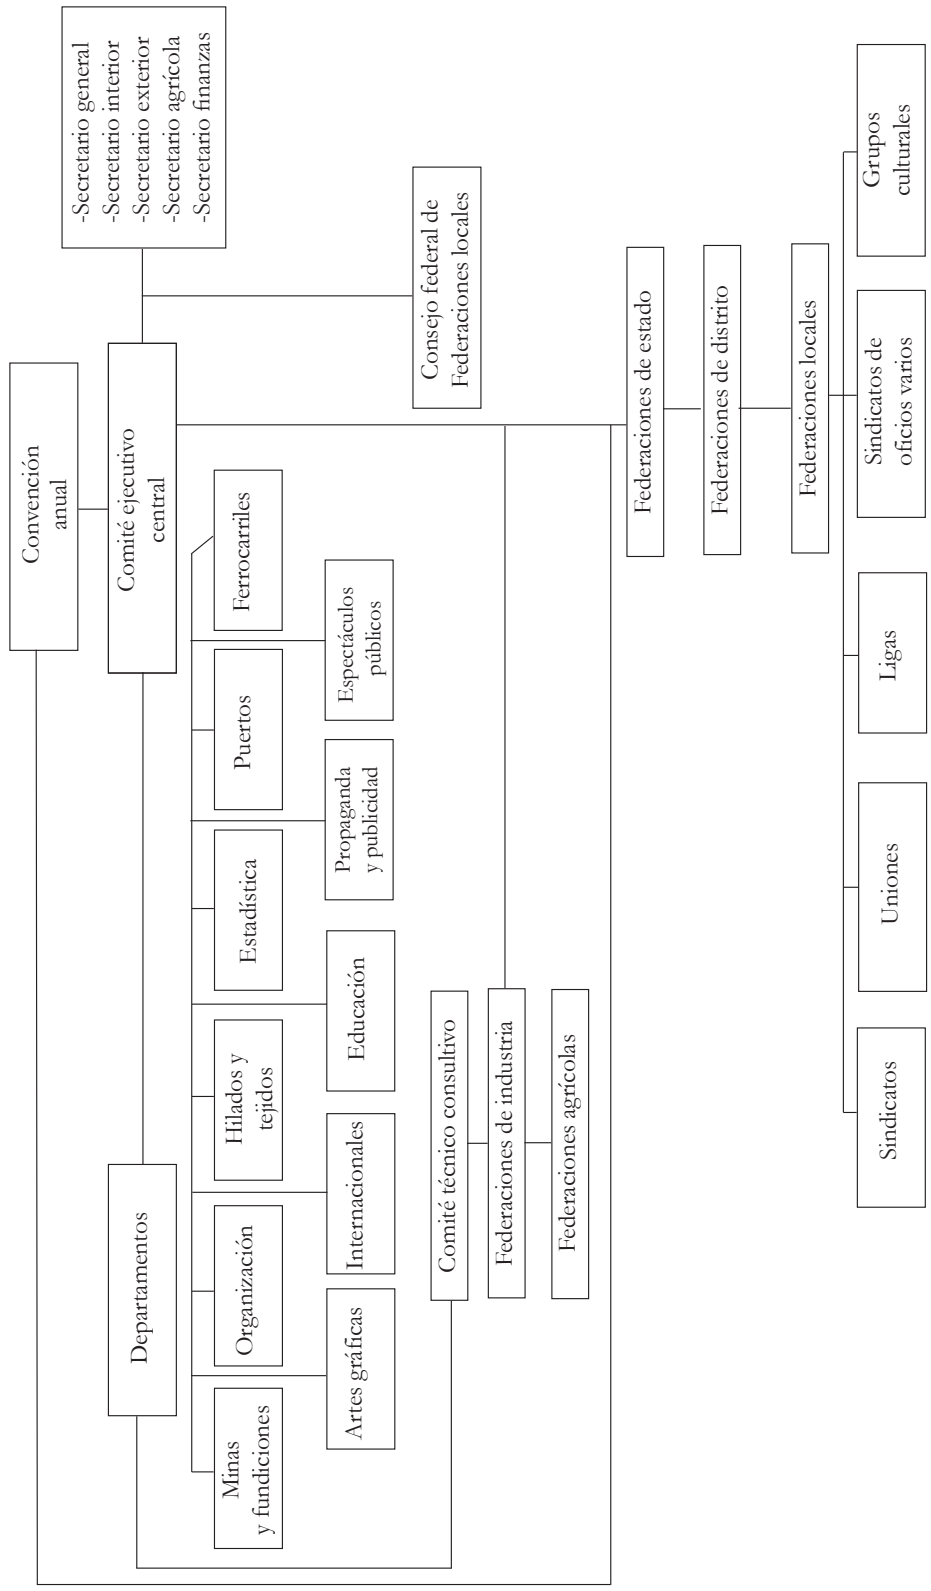 Convención
anual
Comité ejecutivo
central
-Secretario general
-Secretario interior
-Secretario exterior
-Secretario agrícola
-Secretario finanzas
Departamentos
Minas
y fundiciones
Organización
Hilados y
tejidos
Estadística
Puertos
Ferrocarriles
Artes gráficas
Internacionales
Educación
Propaganda
y publicidad
Espectáculos
públicos
Consejo federal de
Federaciones locales
Comité técnico consultivo
Federaciones de industria
Federaciones agrícolas
Federaciones de estado
Federaciones de distrito
Federaciones locales
Sindicatos
Uniones
Ligas
Sindicatos de
oficios varios
Grupos
culturales